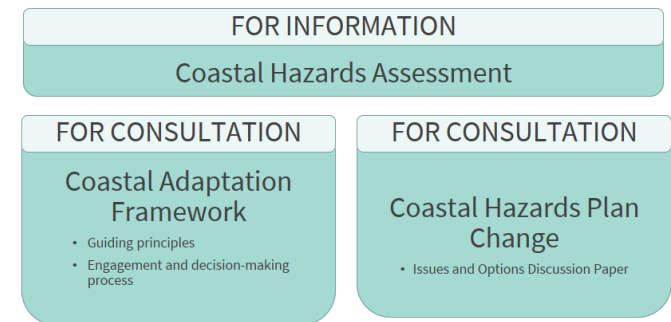 FOR INFORMATION
Coastal Hazards Assessment
FOR CONSULTATION
Coastal Adaptation
Framework
• Guiding principles
• Engagement and decision-making
process
FOR CONSULTATION
Coastal Hazards Plan
Change
• Issues and Options Discussion Paper